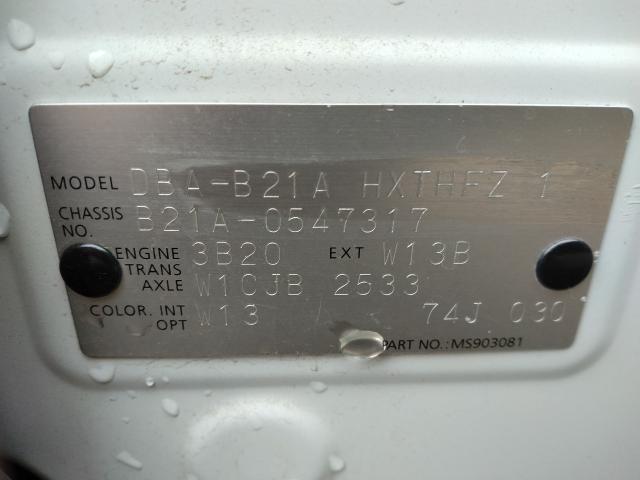 MODEL DBA-B21A HXTHFZ 1
CHASSIS NO. B21A-0547317
ENGINE 3B20 EXT W13B
TRANS AXLE W1CJB 2533
COLOR. INT OPT W13 / 74J 030
PART NO.: MS903081